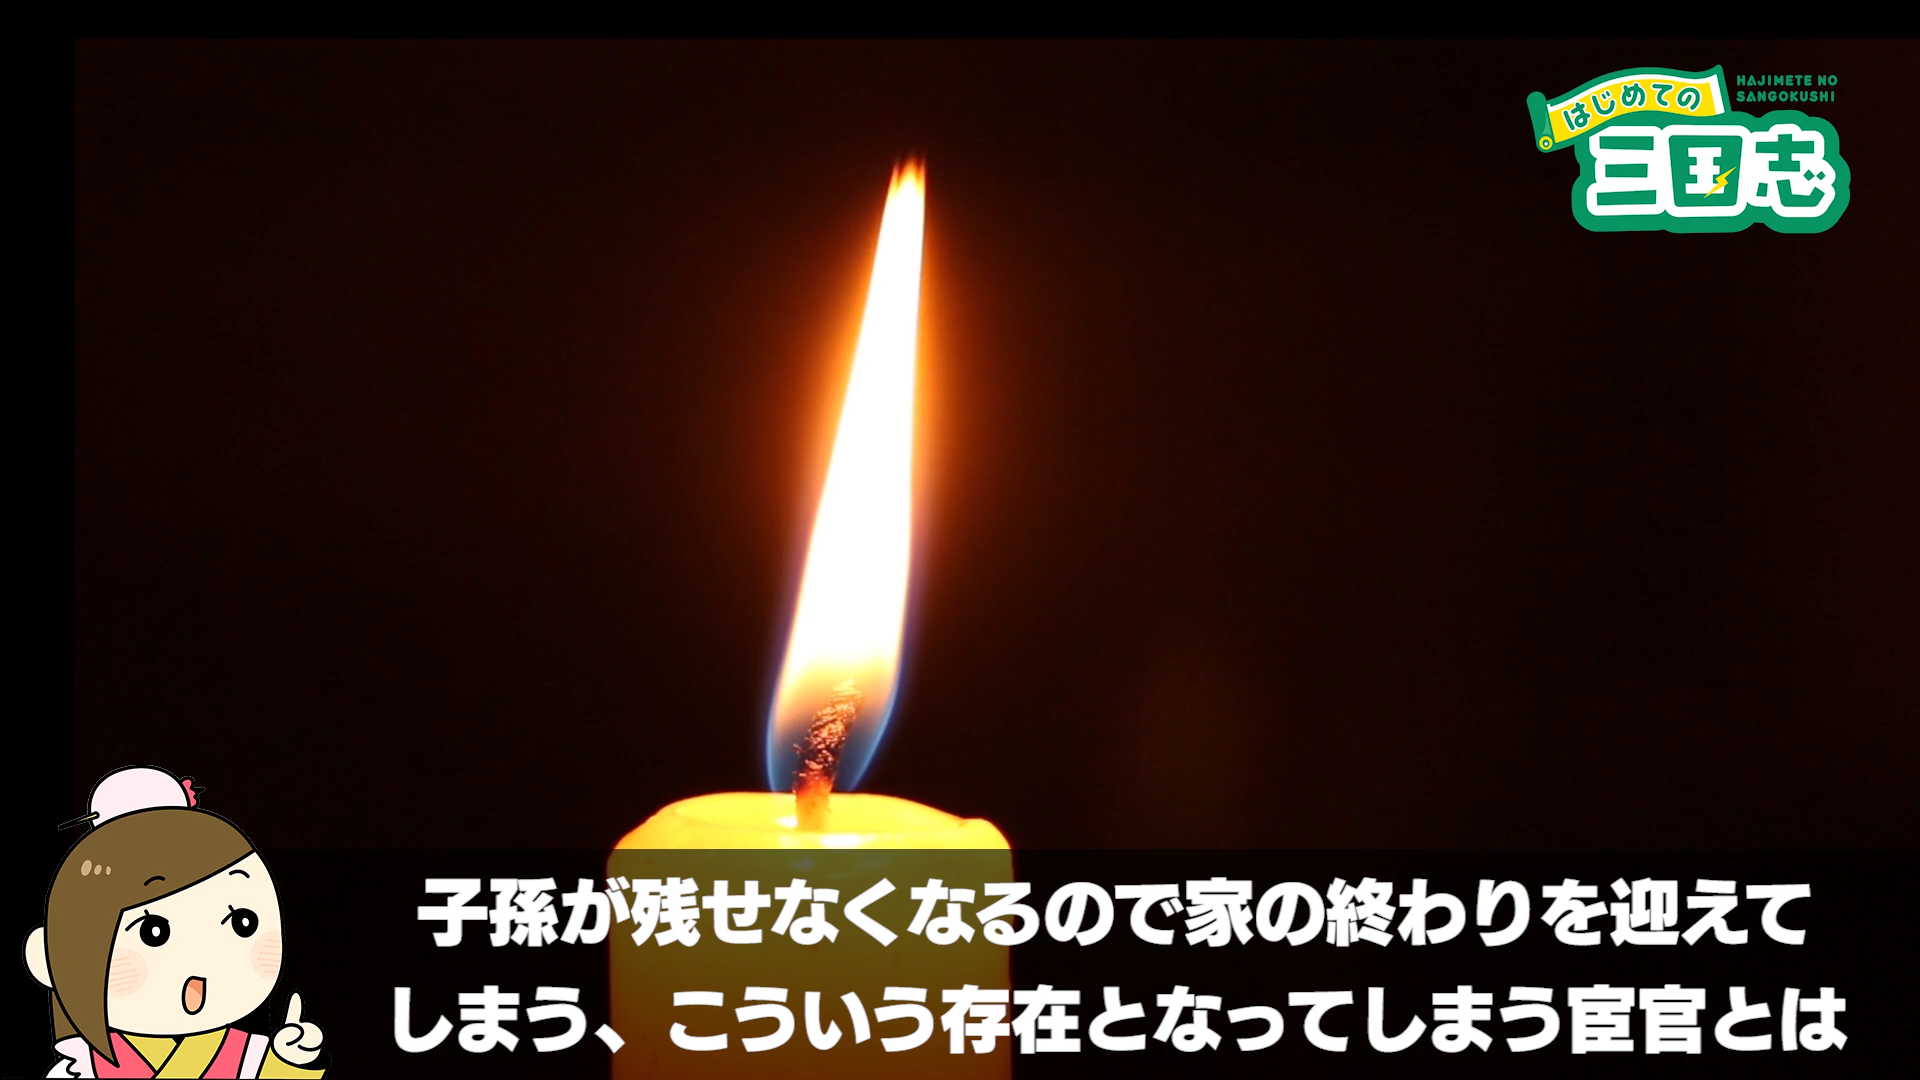 はじめての
HAJIMETE NO
SANGOKUSHI
三国志
子孫が残せなくなるので家の終わりを迎えて
しまう、こういう存在となってしまう宦官とは